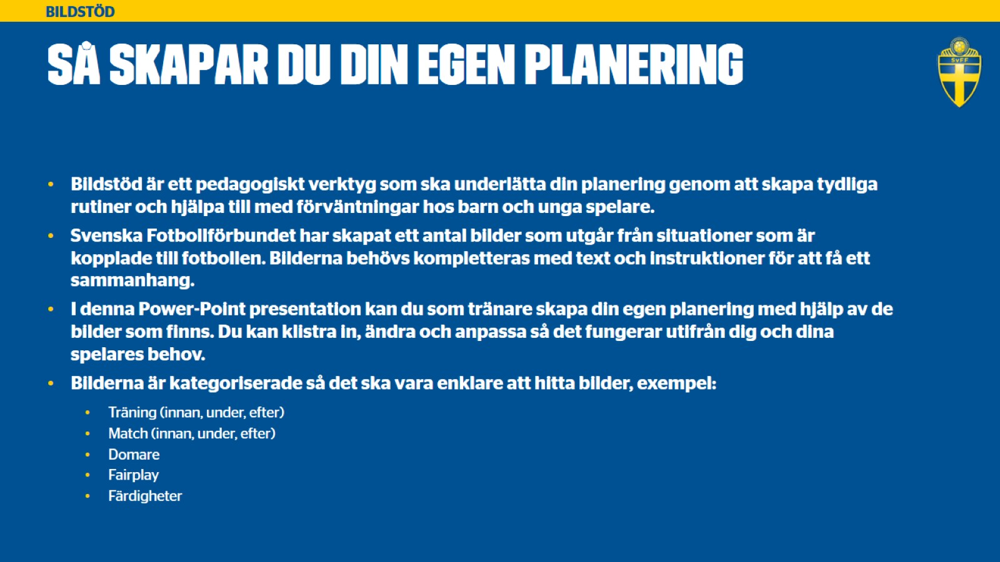 BILDSTÖD
SÅ SKAPAR DU DIN EGEN PLANERING
SvFF
• Bildstöd är ett pedagogiskt verktyg som ska underlätta din planering genom att skapa tydliga
rutiner och hjälpa till med förväntningar hos barn och unga spelare.
• Svenska Fotbollförbundet har skapat ett antal bilder som utgår från situationer som är
kopplade till fotbollen. Bilderna behövs kompletteras med text och instruktioner för att få ett
sammanhang.
• I denna Power-Point presentation kan du som tränare skapa din egen planering med hjälp av de
bilder som finns. Du kan klistra in, ändra och anpassa så det fungerar utifrån dig och dina
spelares behov.
• Bilderna är kategoriserade så det ska vara enklare att hitta bilder, exempel:
• Träning (innan, under, efter)
• Match (innan, under, efter)
• Domare
• Fairplay
• Färdigheter